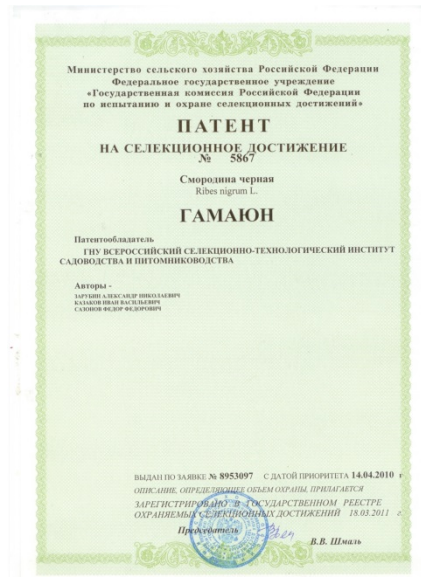 Министерство сельского хозяйства Российской Федерации
Федеральное государственное учреждение
«Государственная комиссия Российской Федерации
по испытанию и охране селекционных достижений»
ПАТЕНТ
НА СЕЛЕКЦИОННОЕ ДОСТИЖЕНИЕ
№ 5867
Смородина черная
Ribes nigrum L.
ГАМАЮН
Патентообладатель
ГНУ ВСЕРОССИЙСКИЙ СЕЛЕКЦИОННО-ТЕХНОЛОГИЧЕСКИЙ ИНСТИТУТ
САДОВОДСТВА И ПИТОМНИКОВОДСТВА
Авторы -
ЗАРУБИН АЛЕКСАНДР НИКОЛАЕВИЧ
КАЗАКОВ ИВАН ВАСИЛЬЕВИЧ
САЗОНОВ ФЕДОР ФЕДОРОВИЧ
ВЫДАН ПО ЗАЯВКЕ № 8953097 С ДАТОЙ ПРИОРИТЕТА 14.04.2010 г
ОПИСАНИЕ, ОПРЕДЕЛЯЮЩЕЕ ОБЪЕМ ОХРАНЫ, ПРИЛАГАЕТСЯ
ЗАРЕГИСТРИРОВАНО В ГОСУДАРСТВЕННОМ РЕЕСТРЕ
ОХРАНЯЕМЫХ СЕЛЕКЦИОННЫХ ДОСТИЖЕНИЙ 18.03.2011 г.
Председатель
В.В. Шмаль